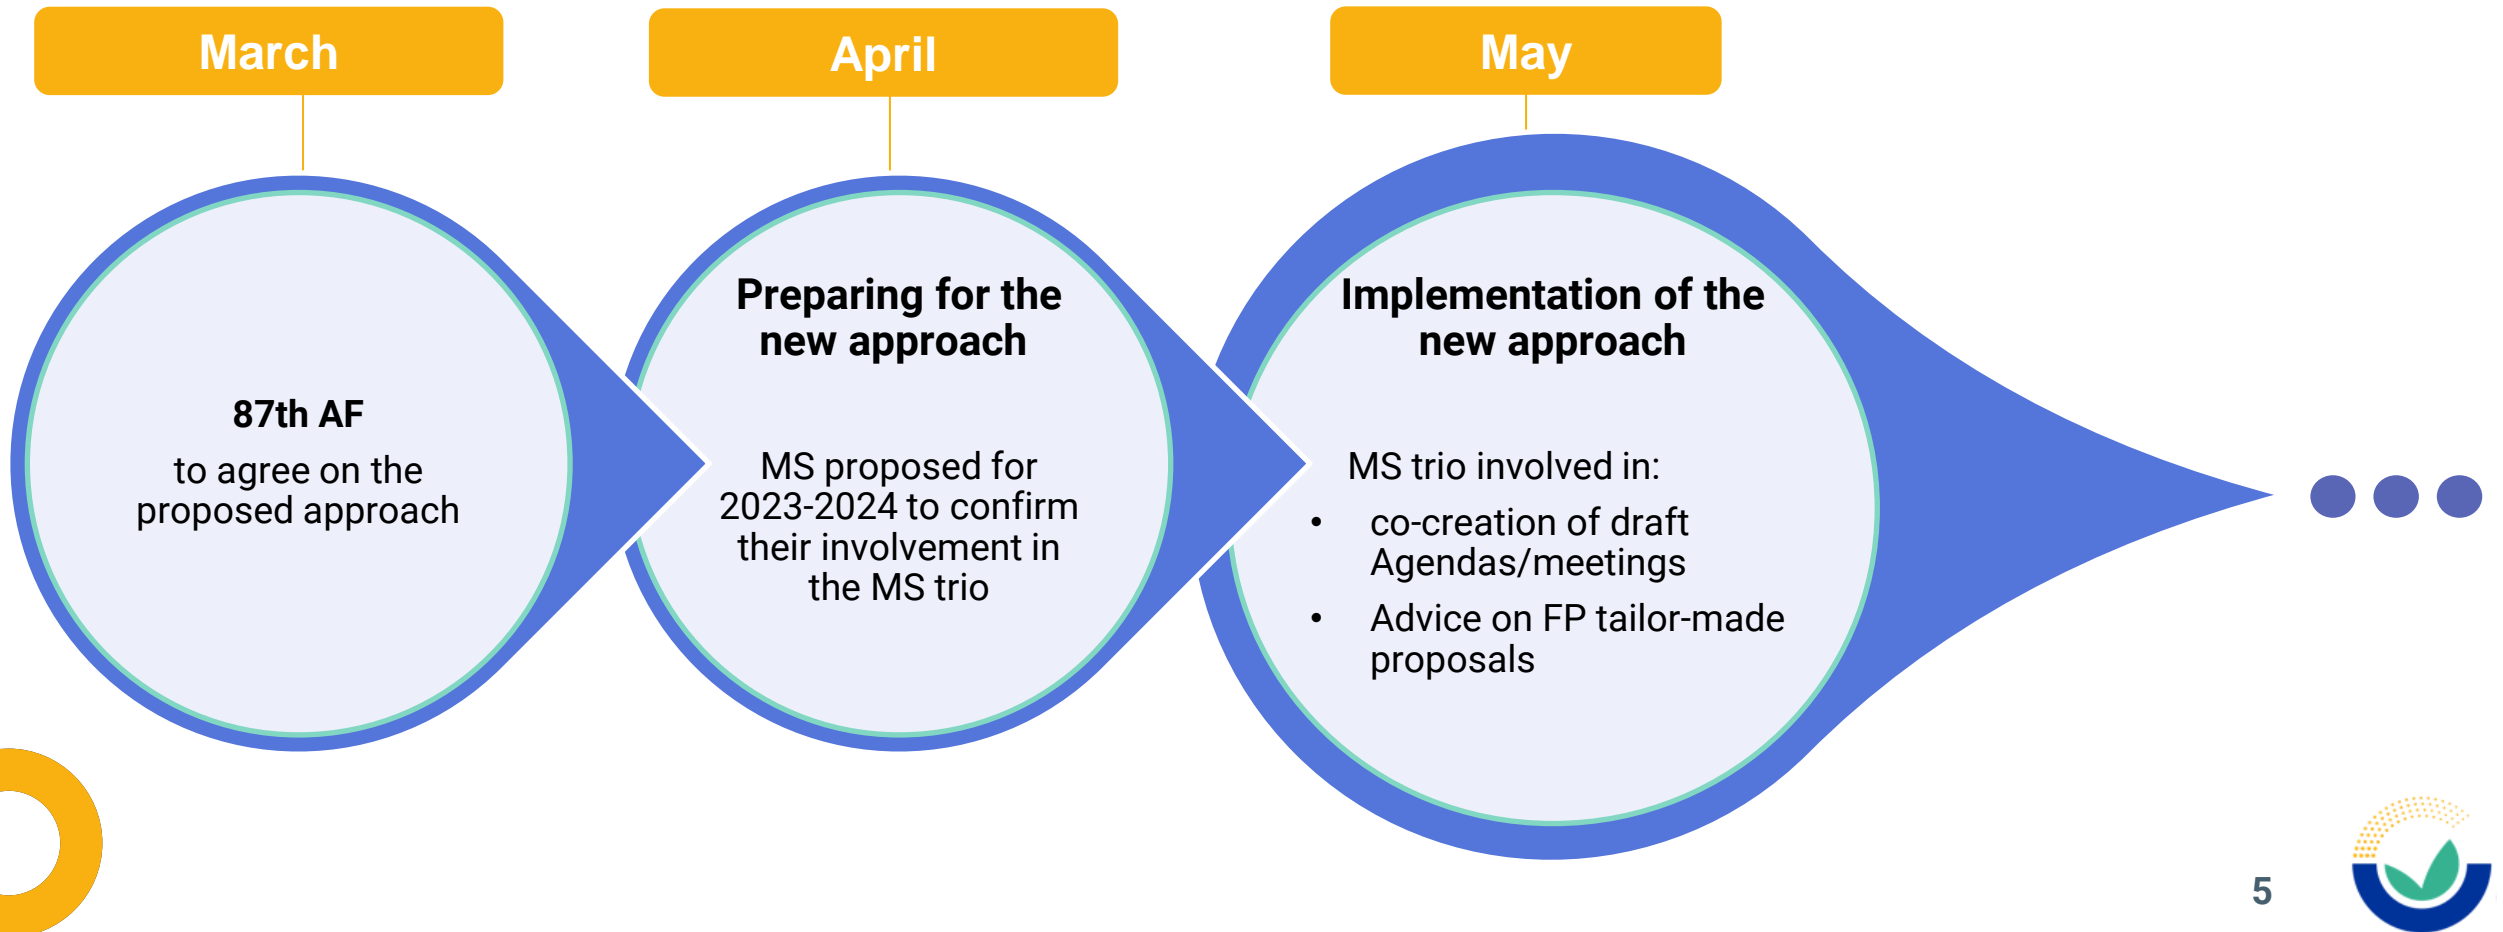 March
April
May
87th AF
to agree on the
proposed approach
Preparing for the
new approach
MS proposed for
2023-2024 to confirm
their involvement in
the MS trio
Implementation of the
new approach
MS trio involved in:
• co-creation of draft
Agendas/meetings
• Advice on FP tailor-made
proposals
5